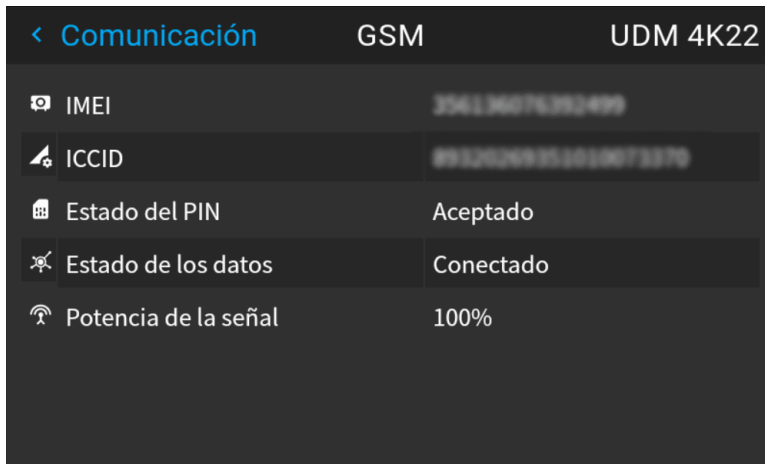 ‹ Comunicación GSM UDM 4K22
IMEI
ICCID
Estado del PIN Aceptado
Estado de los datos Conectado
Potencia de la señal 100%